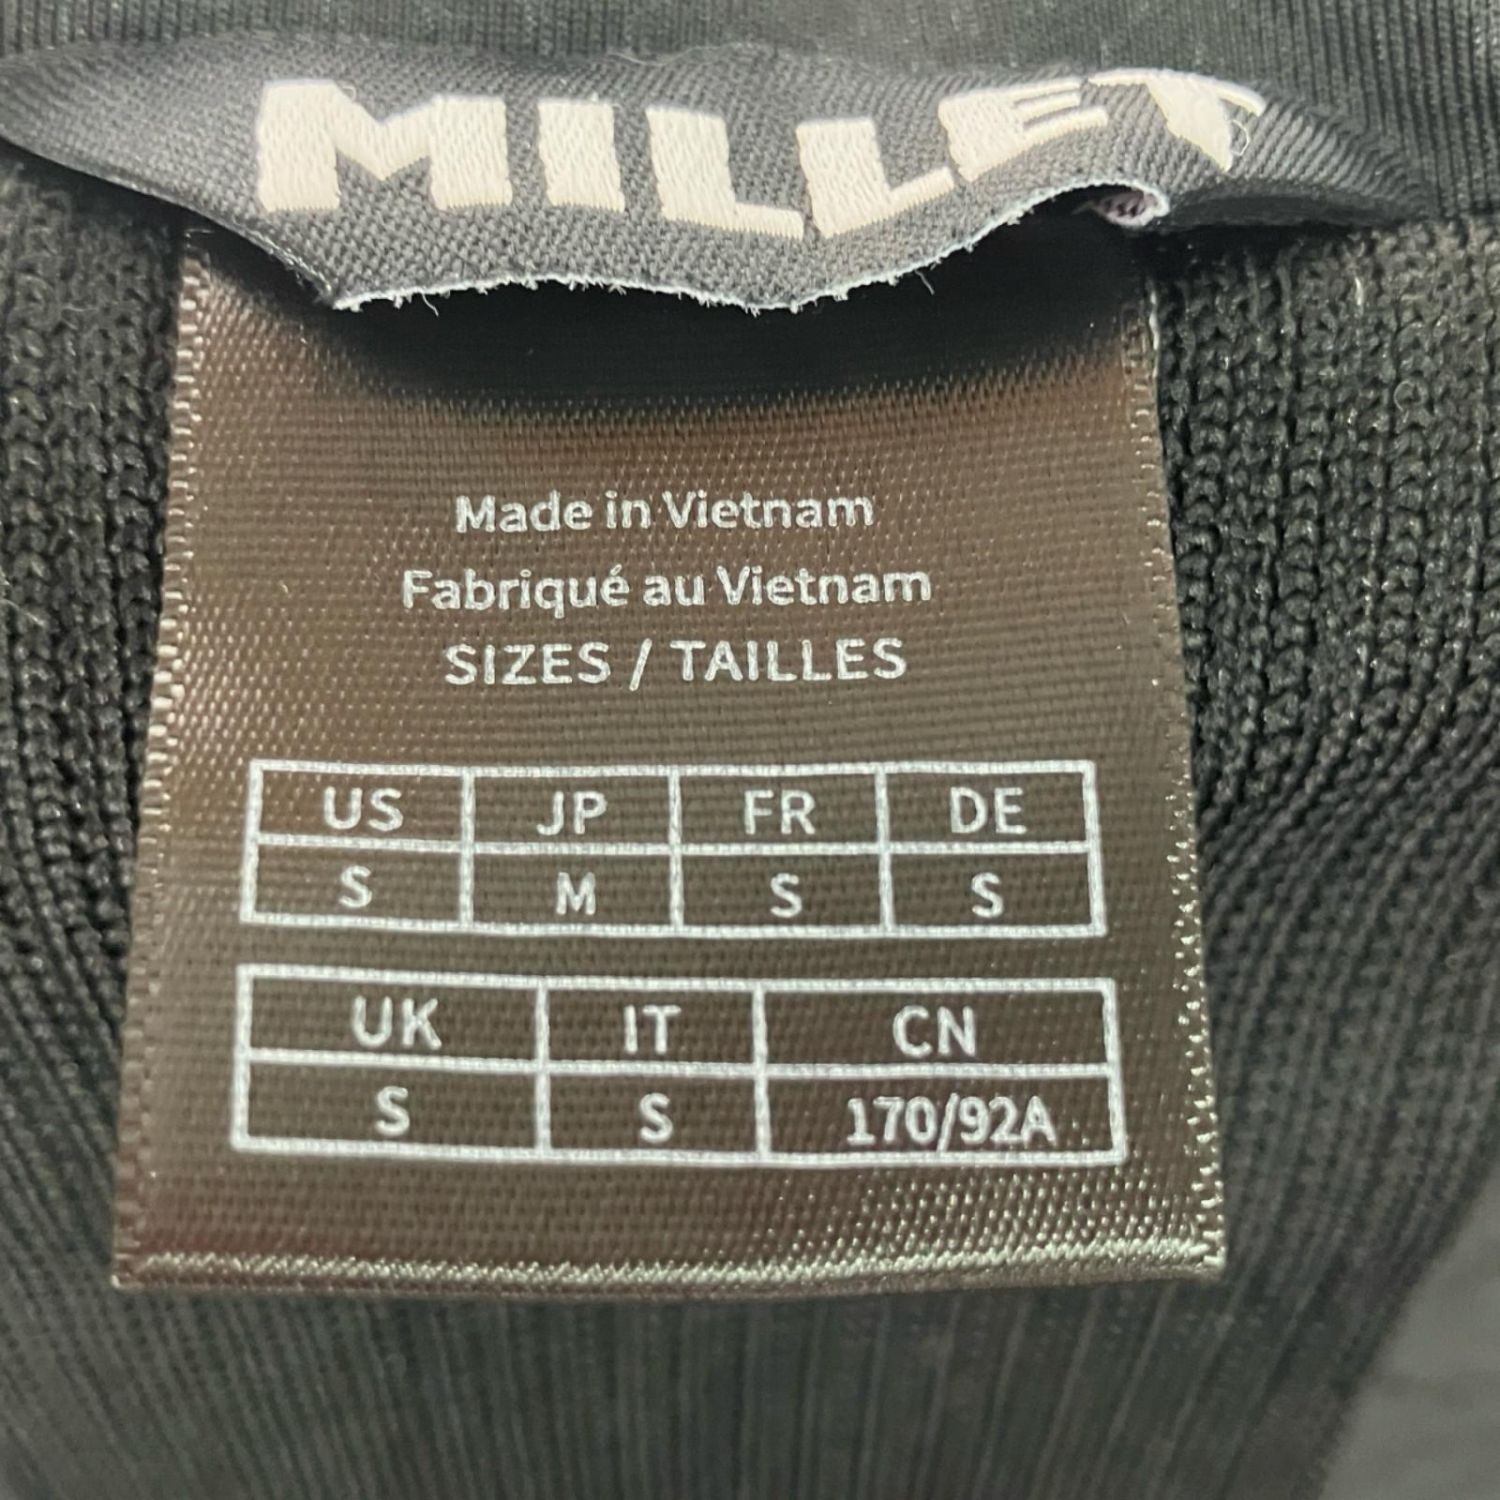 MILLET
Made in Vietnam
Fabriqué au Vietnam
SIZES / TAILLES
US JP FR DE
S M S S
UK IT CN
S S 170/92A